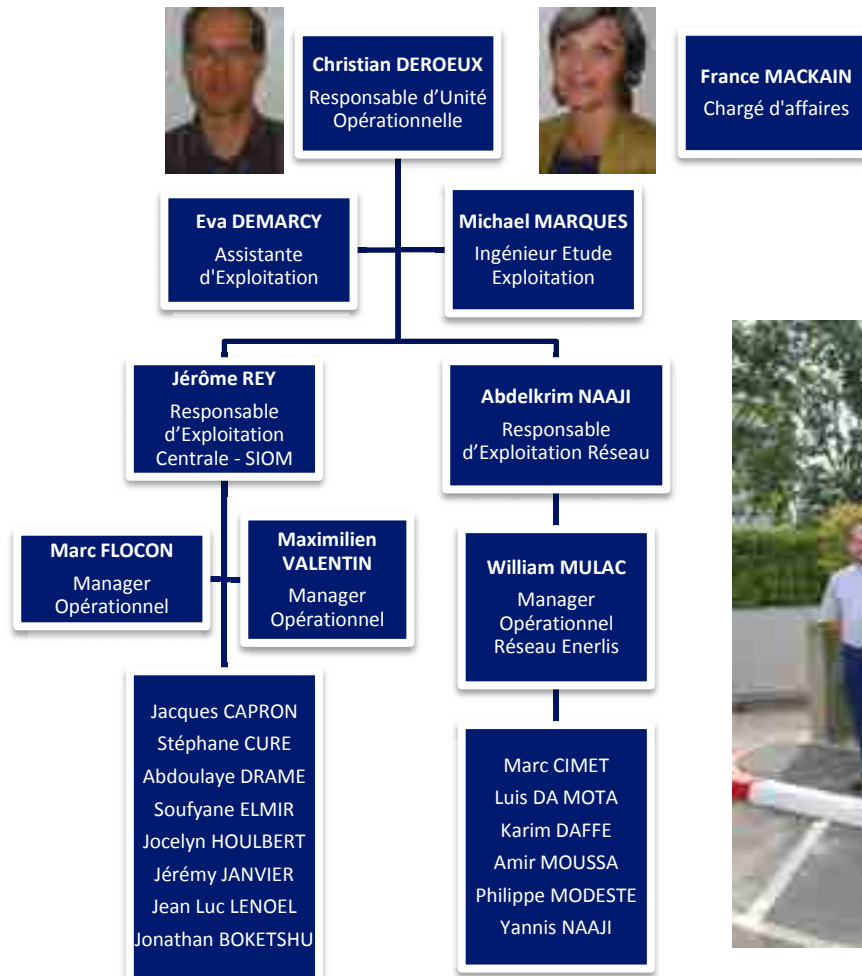 Christian DEROEUX
Responsable d’Unité
Opérationnelle
France MACKAIN
Chargé d'affaires
Eva DEMARCY
Assistante
d'Exploitation
Michael MARQUES
Ingénieur Etude
Exploitation
Jérôme REY
Responsable
d’Exploitation
Centrale - SIOM
Abdelkrim NAAJI
Responsable
d’Exploitation Réseau
Marc FLOCON
Manager
Opérationnel
Maximilien
VALENTIN
Manager
Opérationnel
William MULAC
Manager
Opérationnel
Réseau Enerlis
Jacques CAPRON
Stéphane CURE
Abdoulaye DRAME
Soufyane ELMIR
Jocelyn HOULBERT
Jérémy JANVIER
Jean Luc LENOEL
Jonathan BOKETSHU
Marc CIMET
Luis DA MOTA
Karim DAFFE
Amir MOUSSA
Philippe MODESTE
Yannis NAAJI